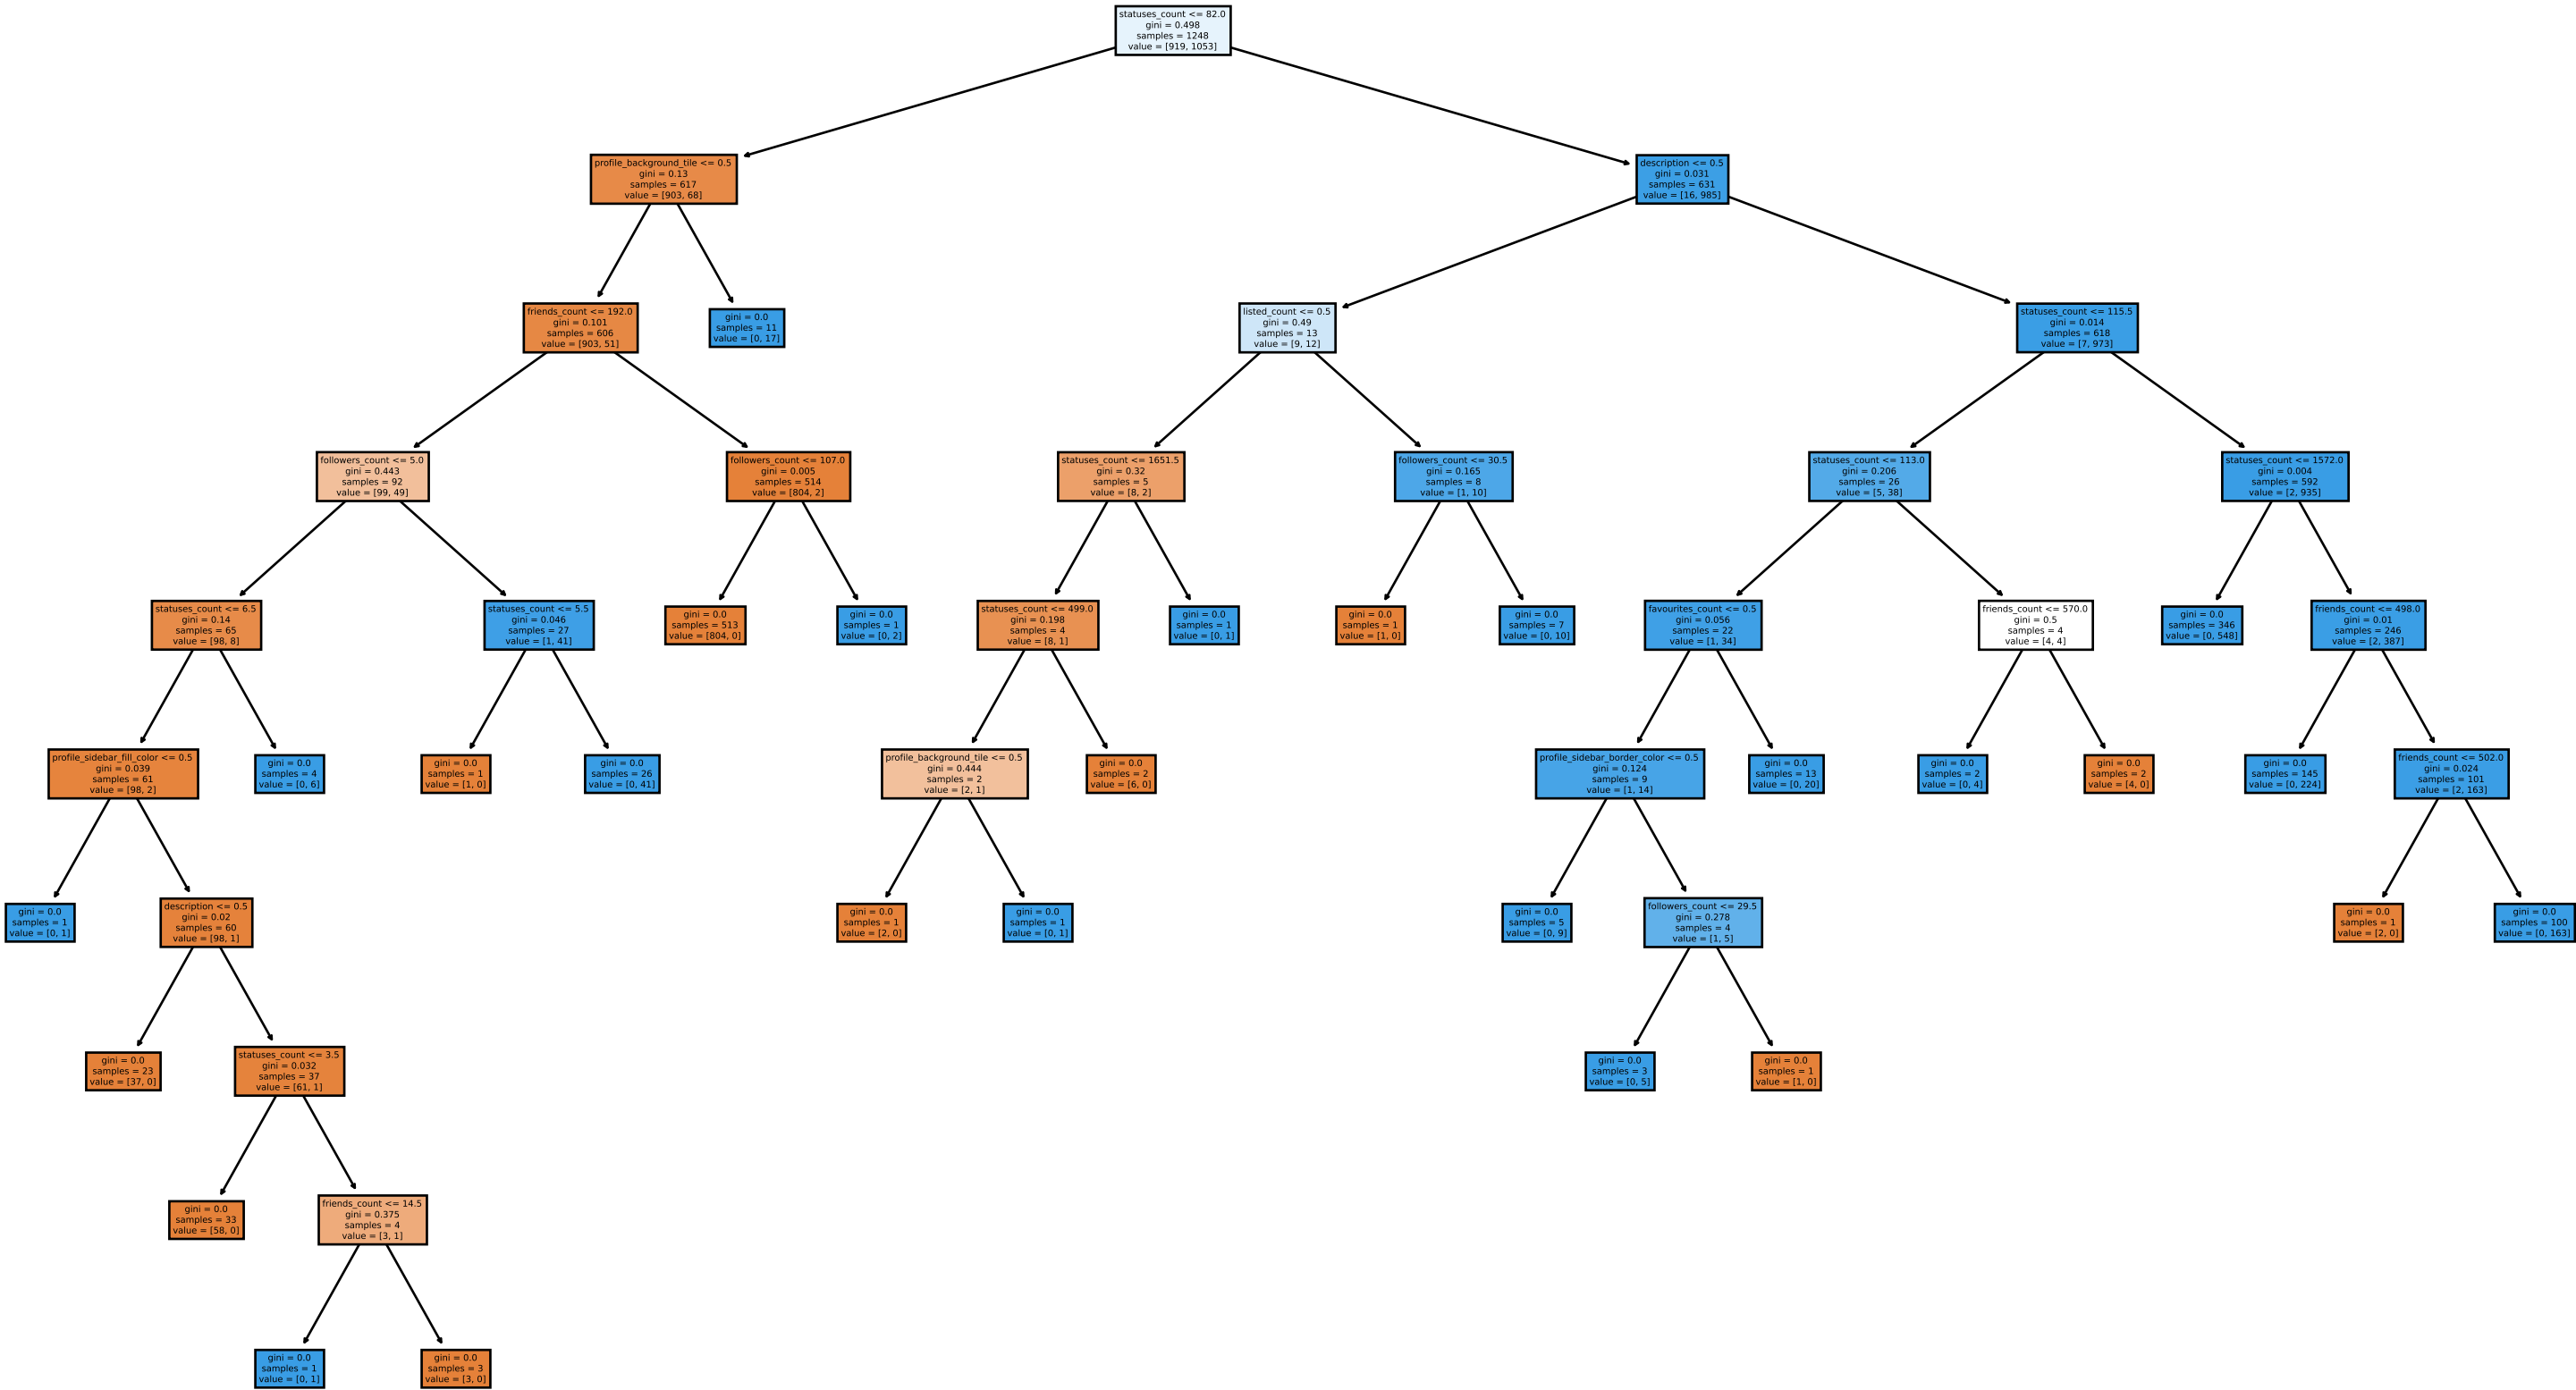 statuses_count <= 82.0
gini = 0.498
samples = 1248
value = [919, 1053]
profile_background_tile <= 0.5
gini = 0.13
samples = 617
value = [903, 68]
description <= 0.5
gini = 0.031
samples = 631
value = [16, 985]
friends_count <= 192.0
gini = 0.101
samples = 606
value = [903, 51]
gini = 0.0
samples = 11
value = [0, 17]
listed_count <= 0.5
gini = 0.49
samples = 13
value = [9, 12]
statuses_count <= 115.5
gini = 0.014
samples = 618
value = [7, 973]
followers_count <= 5.0
gini = 0.443
samples = 92
value = [99, 49]
followers_count <= 107.0
gini = 0.005
samples = 514
value = [804, 2]
statuses_count <= 1651.5
gini = 0.32
samples = 5
value = [8, 2]
followers_count <= 30.5
gini = 0.165
samples = 8
value = [1, 10]
statuses_count <= 113.0
gini = 0.206
samples = 26
value = [5, 38]
statuses_count <= 1572.0
gini = 0.004
samples = 592
value = [2, 935]
statuses_count <= 6.5
gini = 0.14
samples = 65
value = [98, 8]
statuses_count <= 5.5
gini = 0.046
samples = 27
value = [1, 41]
gini = 0.0
samples = 513
value = [804, 0]
gini = 0.0
samples = 1
value = [0, 2]
statuses_count <= 499.0
gini = 0.198
samples = 4
value = [8, 1]
gini = 0.0
samples = 1
value = [0, 1]
gini = 0.0
samples = 1
value = [1, 0]
gini = 0.0
samples = 7
value = [0, 10]
favourites_count <= 0.5
gini = 0.056
samples = 22
value = [1, 34]
friends_count <= 570.0
gini = 0.5
samples = 4
value = [4, 4]
gini = 0.0
samples = 346
value = [0, 548]
friends_count <= 498.0
gini = 0.01
samples = 246
value = [2, 387]
profile_sidebar_fill_color <= 0.5
gini = 0.039
samples = 61
value = [98, 2]
gini = 0.0
samples = 4
value = [0, 6]
gini = 0.0
samples = 1
value = [1, 0]
gini = 0.0
samples = 26
value = [0, 41]
profile_background_tile <= 0.5
gini = 0.444
samples = 2
value = [2, 1]
gini = 0.0
samples = 2
value = [6, 0]
profile_sidebar_border_color <= 0.5
gini = 0.124
samples = 9
value = [1, 14]
gini = 0.0
samples = 13
value = [0, 20]
gini = 0.0
samples = 2
value = [0, 4]
gini = 0.0
samples = 2
value = [4, 0]
gini = 0.0
samples = 145
value = [0, 224]
friends_count <= 502.0
gini = 0.024
samples = 101
value = [2, 163]
gini = 0.0
samples = 1
value = [0, 1]
description <= 0.5
gini = 0.02
samples = 60
value = [98, 1]
gini = 0.0
samples = 1
value = [2, 0]
gini = 0.0
samples = 1
value = [0, 1]
gini = 0.0
samples = 5
value = [0, 9]
followers_count <= 29.5
gini = 0.278
samples = 4
value = [1, 5]
gini = 0.0
samples = 1
value = [2, 0]
gini = 0.0
samples = 100
value = [0, 163]
gini = 0.0
samples = 23
value = [37, 0]
statuses_count <= 3.5
gini = 0.032
samples = 37
value = [61, 1]
gini = 0.0
samples = 3
value = [0, 5]
gini = 0.0
samples = 1
value = [1, 0]
gini = 0.0
samples = 33
value = [58, 0]
friends_count <= 14.5
gini = 0.375
samples = 4
value = [3, 1]
gini = 0.0
samples = 1
value = [0, 1]
gini = 0.0
samples = 3
value = [3, 0]